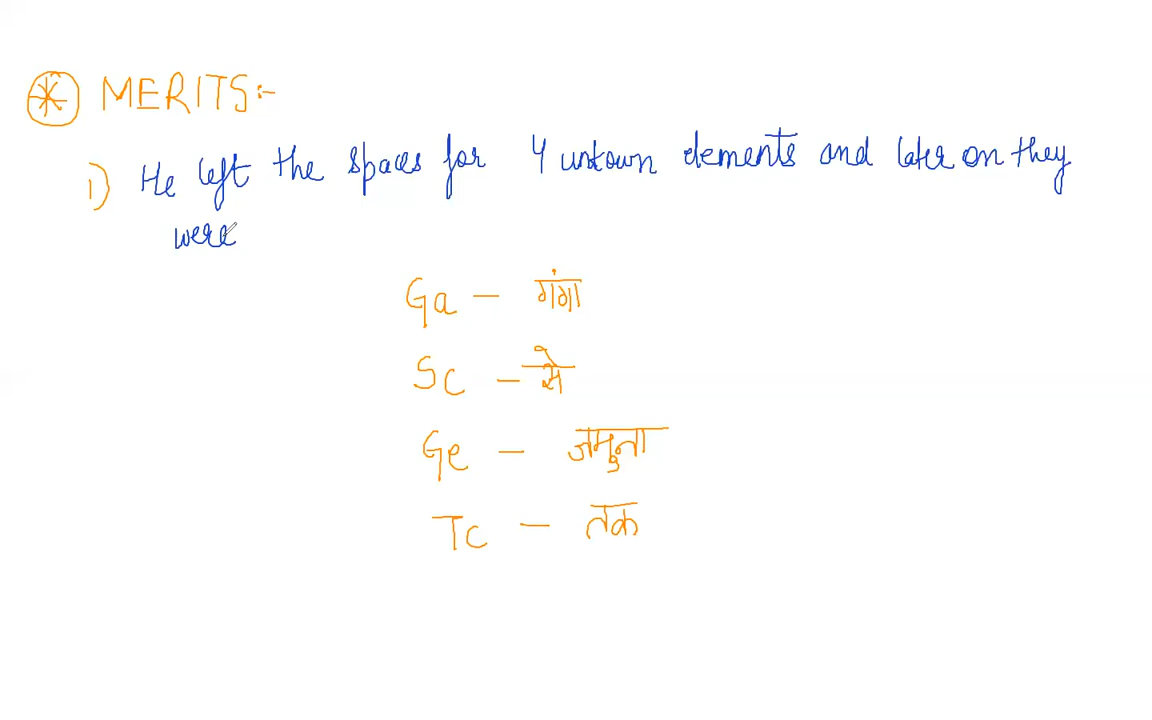 * MERITS:-
1) He left the spaces for 4 unkown elements and later on they
were
Ga - गंगा
Sc - से
Ge - जमुना
Tc - तक